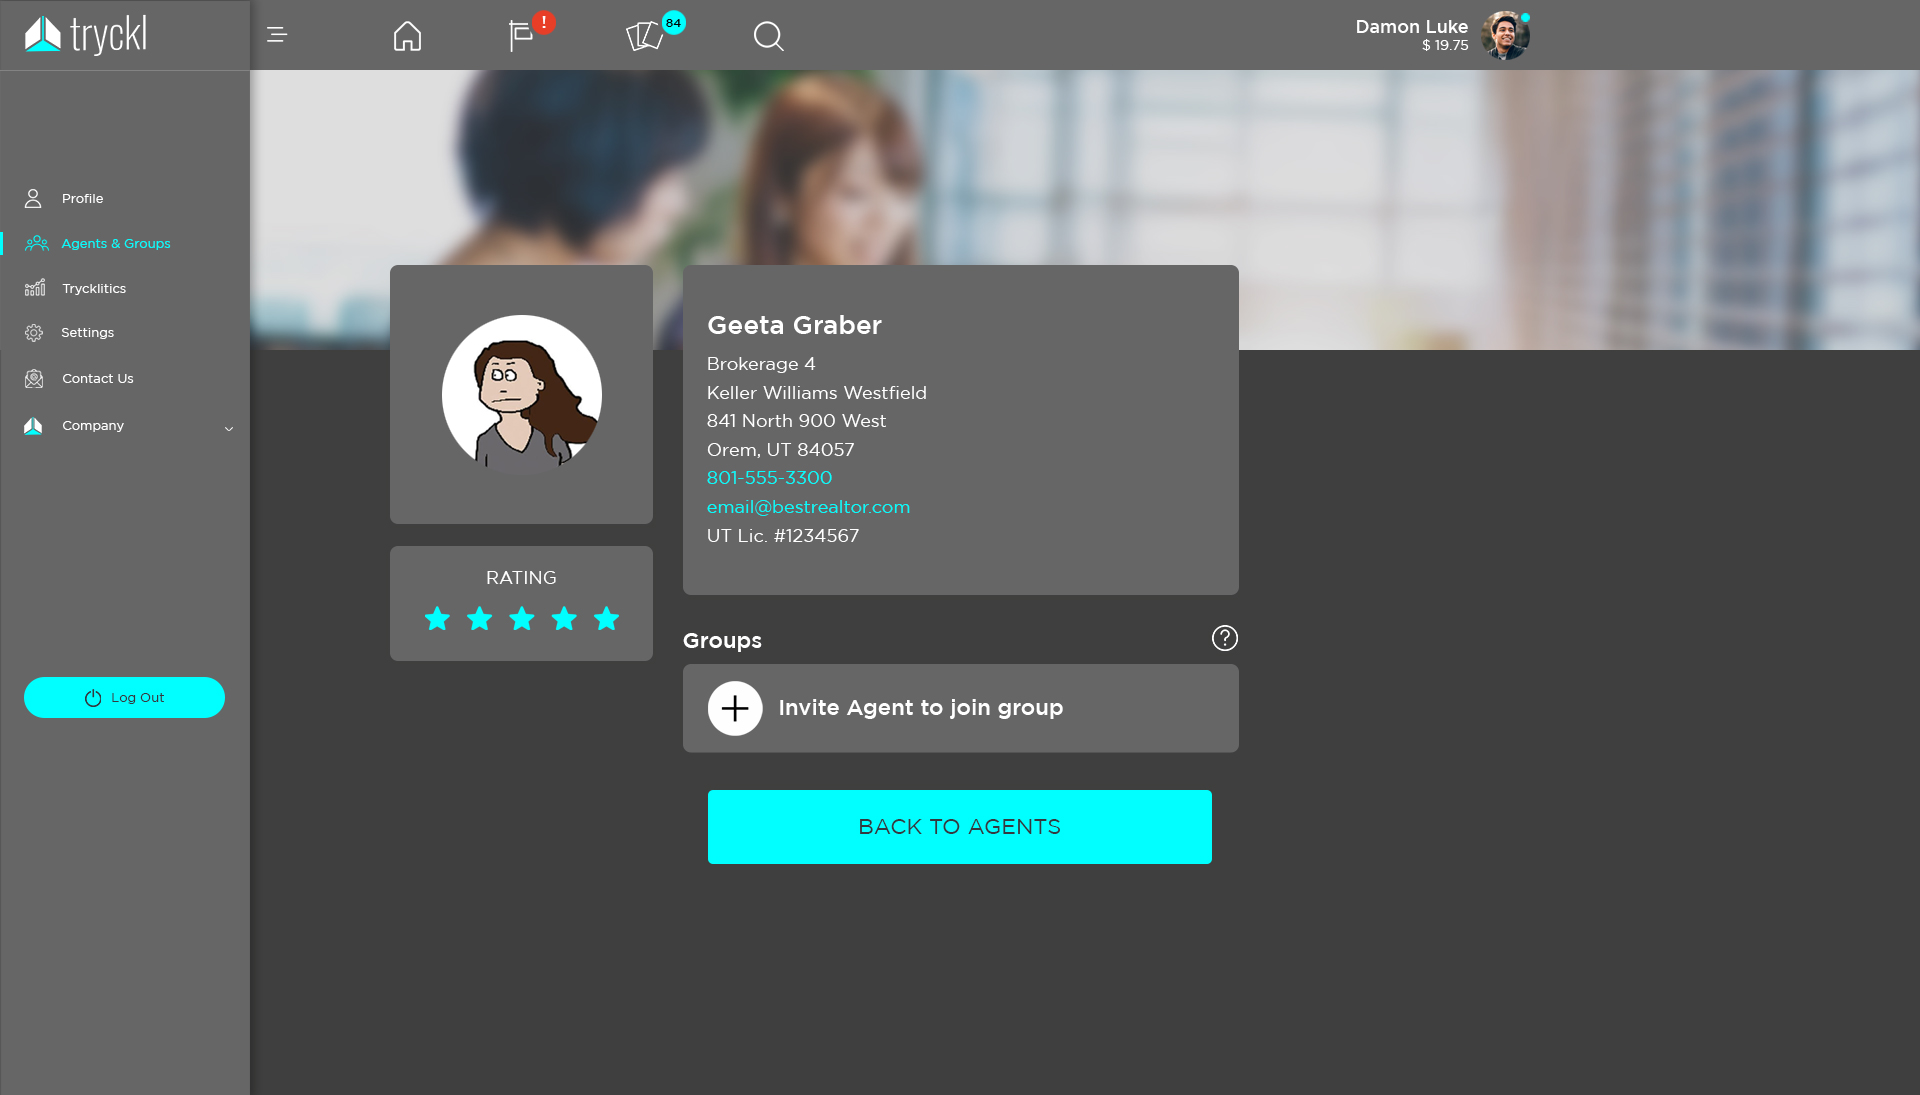 tryckl
!
84
Damon Luke
$ 19.75
Profile
Agents & Groups
Trycklitics
Settings
Contact Us
Company
Log Out
Geeta Graber
Brokerage 4
Keller Williams Westfield
841 North 900 West
Orem, UT 84057
801-555-3300
email@bestrealtor.com
UT Lic. #1234567
RATING
Groups
?
Invite Agent to join group
BACK TO AGENTS